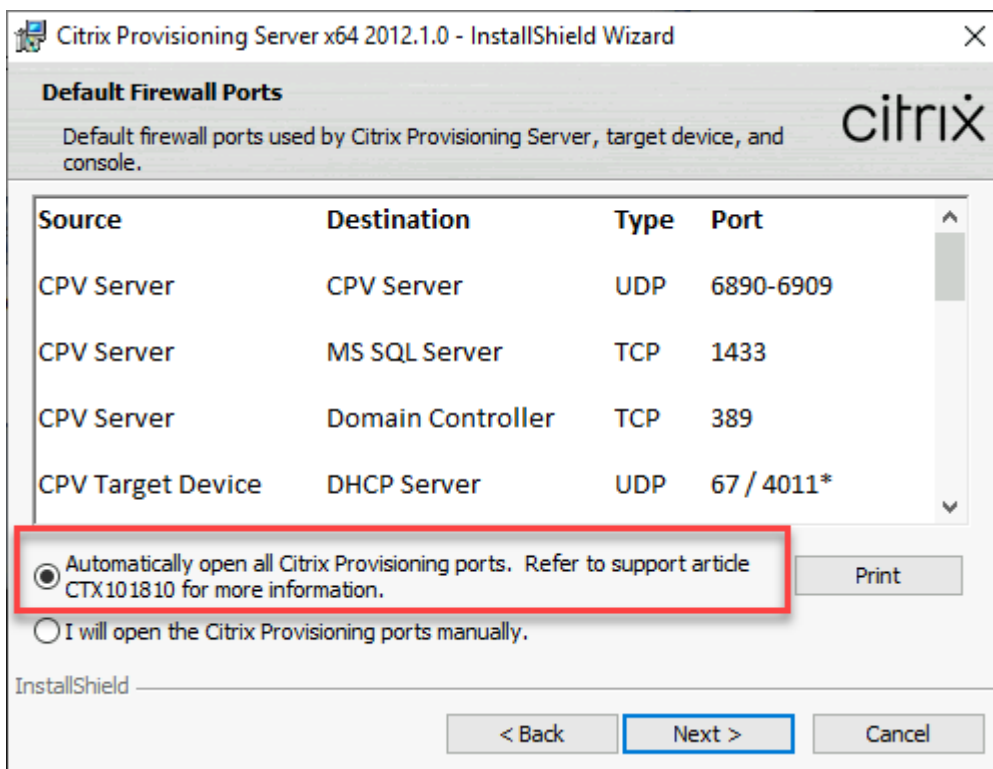 Citrix Provisioning Server x64 2012.1.0 - InstallShield Wizard
Default Firewall Ports
Default firewall ports used by Citrix Provisioning Server, target device, and
console.
citrix
Source Destination Type Port
CPV Server CPV Server UDP 6890-6909
CPV Server MS SQL Server TCP 1433
CPV Server Domain Controller TCP 389
CPV Target Device DHCP Server UDP 67 / 4011*
Automatically open all Citrix Provisioning ports. Refer to support article
CTX101810 for more information.
Print
I will open the Citrix Provisioning ports manually.
InstallShield
< Back Next > Cancel